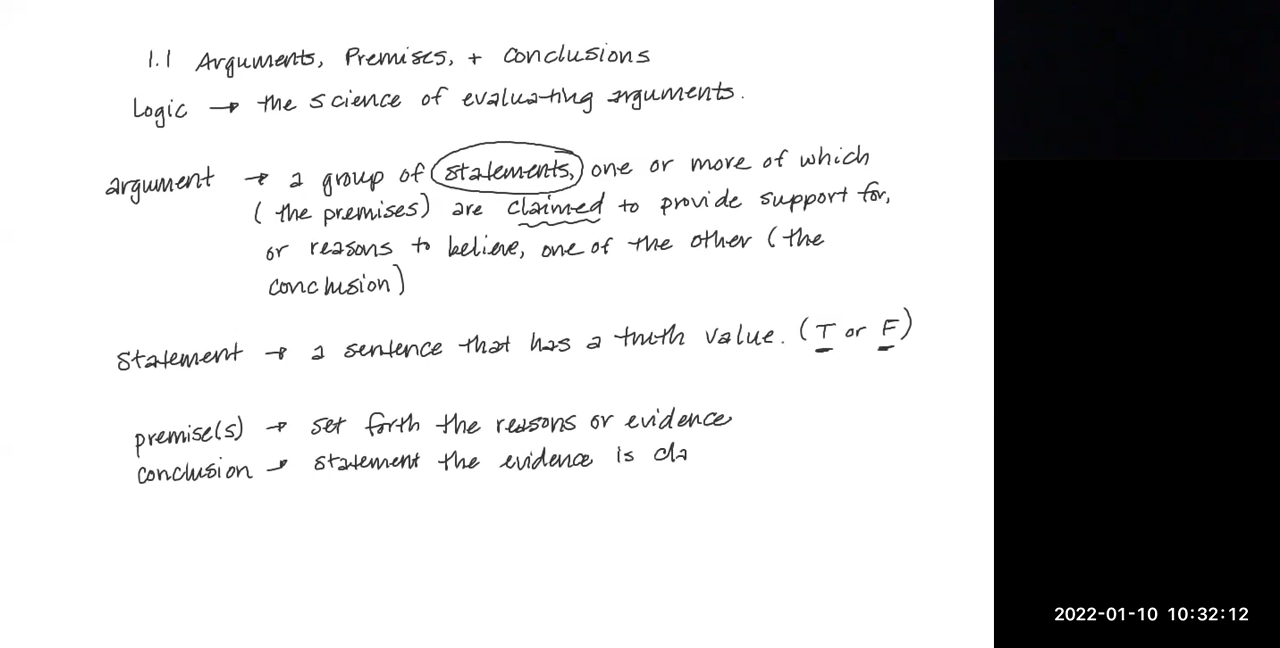 1.1 Arguments, Premises, + Conclusions
Logic → the science of evaluating arguments.
argument → a group of statements, one or more of which
(the premises) are claimed to provide support for,
or reasons to believe, one of the other (the
conclusion)
Statement → a sentence that has a truth value. (T or F)
premise(s) → set forth the reasons or evidence
conclusion → statement the evidence is cla
2022-01-10 10:32:12